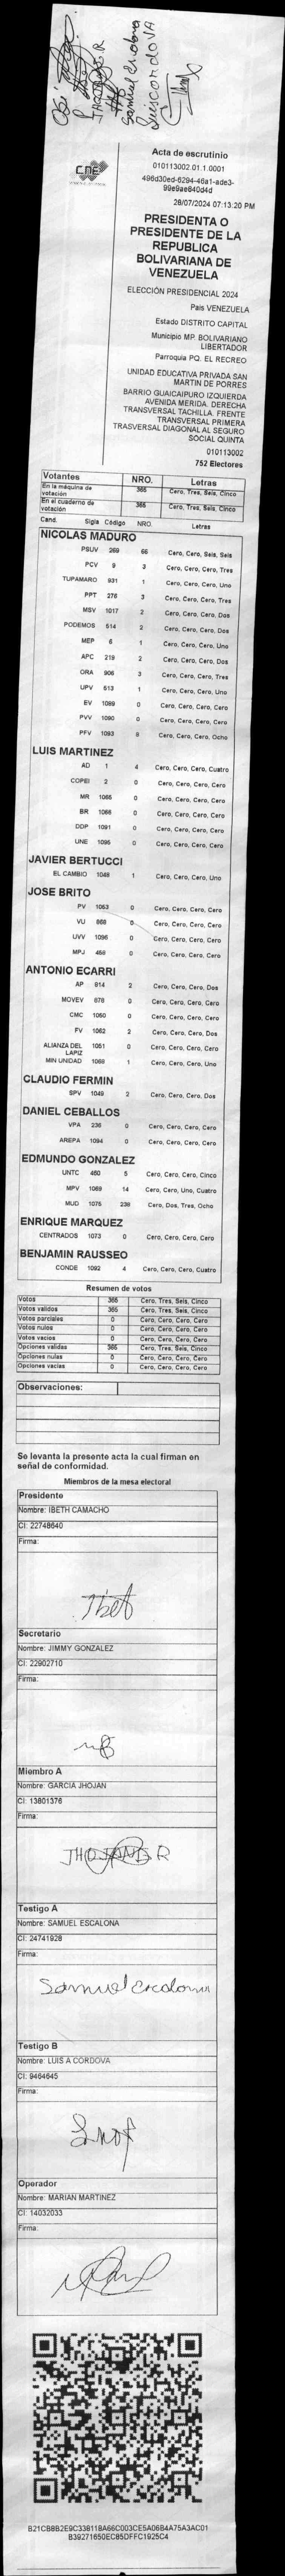 Samuel Escalona
Luis CORDOVA
CNE
Acta de escrutinio
010113002.01.1.0001
496d30ed-6294-46a1-ade3-
99e9ae640d4d
28/07/2024 07:13:20 PM
PRESIDENTA O
PRESIDENTE DE LA
REPUBLICA
BOLIVARIANA DE
VENEZUELA
ELECCIÓN PRESIDENCIAL 2024
Pais VENEZUELA
Estado DISTRITO CAPITAL
Municipio MP. BOLIVARIANO
LIBERTADOR
Parroquia PQ. EL RECREO
UNIDAD EDUCATIVA PRIVADA SAN
MARTIN DE PORRES
BARRIO GUAICAIPURO IZQUIERDA
AVENIDA MERIDA. DERECHA
TRANSVERSAL TACHILLA. FRENTE
TRANSVERSAL PRIMERA
TRASVERSAL DIAGONAL AL SEGURO
SOCIAL QUINTA
010113002
752 Electores
Votantes NRO. Letras
En la máquina de votación 365 Cero, Tres, Seis, Cinco
En el cuaderno de votación 365 Cero, Tres, Seis, Cinco
Cand. Sigla Código NRO. Letras
NICOLAS MADURO
PSUV 269 66 Cero, Cero, Seis, Seis
PCV 9 3 Cero, Cero, Cero, Tres
TUPAMARO 931 1 Cero, Cero, Cero, Uno
PPT 276 3 Cero, Cero, Cero, Tres
MSV 1017 2 Cero, Cero, Cero, Dos
PODEMOS 514 2 Cero, Cero, Cero, Dos
MEP 6 1 Cero, Cero, Cero, Uno
APC 219 2 Cero, Cero, Cero, Dos
ORA 906 3 Cero, Cero, Cero, Tres
UPV 513 1 Cero, Cero, Cero, Uno
EV 1089 0 Cero, Cero, Cero, Cero
PVV 1090 0 Cero, Cero, Cero, Cero
PFV 1093 8 Cero, Cero, Cero, Ocho
LUIS MARTINEZ
AD 1 4 Cero, Cero, Cero, Cuatro
COPEI 2 0 Cero, Cero, Cero, Cero
MR 1065 0 Cero, Cero, Cero, Cero
BR 1066 0 Cero, Cero, Cero, Cero
DDP 1091 0 Cero, Cero, Cero, Cero
UNE 1095 0 Cero, Cero, Cero, Cero
JAVIER BERTUCCI
EL CAMBIO 1048 1 Cero, Cero, Cero, Uno
JOSE BRITO
PV 1053 0 Cero, Cero, Cero, Cero
VU 868 0 Cero, Cero, Cero, Cero
UVV 1096 0 Cero, Cero, Cero, Cero
MPJ 458 0 Cero, Cero, Cero, Cero
ANTONIO ECARRI
AP 814 2 Cero, Cero, Cero, Dos
MOVEV 878 0 Cero, Cero, Cero, Cero
CMC 1050 0 Cero, Cero, Cero, Cero
FV 1062 2 Cero, Cero, Cero, Dos
ALIANZA DEL LAPIZ 1051 0 Cero, Cero, Cero, Cero
MIN UNIDAD 1069 1 Cero, Cero, Cero, Uno
CLAUDIO FERMIN
SPV 1049 2 Cero, Cero, Cero, Dos
DANIEL CEBALLOS
VPA 236 0 Cero, Cero, Cero, Cero
AREPA 1094 0 Cero, Cero, Cero, Cero
EDMUNDO GONZALEZ
UNTC 460 5 Cero, Cero, Cero, Cinco
MPV 1069 14 Cero, Cero, Uno, Cuatro
MUD 1075 238 Cero, Dos, Tres, Ocho
ENRIQUE MARQUEZ
CENTRADOS 1073 0 Cero, Cero, Cero, Cero
BENJAMIN RAUSSEO
CONDE 1092 4 Cero, Cero, Cero, Cuatro
Resumen de votos
Votos 365 Cero, Tres, Seis, Cinco
Votos validos 365 Cero, Tres, Seis, Cinco
Votos parciales 0 Cero, Cero, Cero, Cero
Votos nulos 0 Cero, Cero, Cero, Cero
Votos vacios 0 Cero, Cero, Cero, Cero
Opciones validas 365 Cero, Tres, Seis, Cinco
Opciones nulas 0 Cero, Cero, Cero, Cero
Opciones vacias 0 Cero, Cero, Cero, Cero
Observaciones:
Se levanta la presente acta la cual firman en
señal de conformidad.
Miembros de la mesa electoral
Presidente
Nombre: IBETH CAMACHO
CI: 22748640
Firma:
Ibet
Secretario
Nombre: JIMMY GONZALEZ
CI: 22902710
Firma:
Miembro A
Nombre: GARCIA JHOJAN
CI: 13801376
Firma:
JHOJAN R
Testigo A
Nombre: SAMUEL ESCALONA
CI: 24741928
Firma:
Samuel Escalona
Testigo B
Nombre: LUIS A CORDOVA
CI: 9464645
Firma:
Operador
Nombre: MARIAN MARTINEZ
CI: 14032033
Firma:
B21CB8B2E9C33811BA66C003CE5A06B4A75A3AC01
B39271650EC85DFFC1925C4